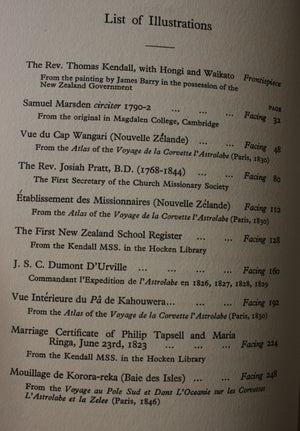 List of Illustrations
The Rev. Thomas Kendall, with Hongi and Waikato Frontispiece
From the painting by James Barry in the possession of the
New Zealand Government
PAGE
Samuel Marsden circitor 1790-2 ... ... ... Facing 32
From the original in Magdalen College, Cambridge
Vue du Cap Wangari (Nouvelle Zélande) ... ... Facing 48
From the Atlas of the Voyage de la Corvette l'Astrolabe (Paris, 1830)
The Rev. Josiah Pratt, B.D. (1768-1844) ... ... Facing 80
The First Secretary of the Church Missionary Society
Établissement des Missionnaires (Nouvelle Zélande) Facing 112
From the Atlas of the Voyage de la Corvette l'Astrolabe (Paris, 1830)
The First New Zealand School Register ... ... Facing 128
From the Kendall MSS. in the Hocken Library
J. S. C. Dumont D'Urville ... ... ... ... Facing 160
Commandant l'Expedition de l'Astrolabe en 1826, 1827, 1828, 1829
Vue Intérieure du Pâ de Kahouwera... ... ... Facing 192
From the Atlas of the Voyage de la Corvette l'Astrolabe (Paris, 1830)
Marriage Certificate of Philip Tapsell and Maria
Ringa, June 23rd, 1823 ... ... ... ... Facing 224
From the Kendall MSS. in the Hocken Library
Mouillage de Korora-reka (Baie des Isles) ... ... Facing 248
From the Voyage au Pole Sud et Dans L'Oceanie sur les Corvettes
L'Astrolabe et la Zelee (Paris, 1846)